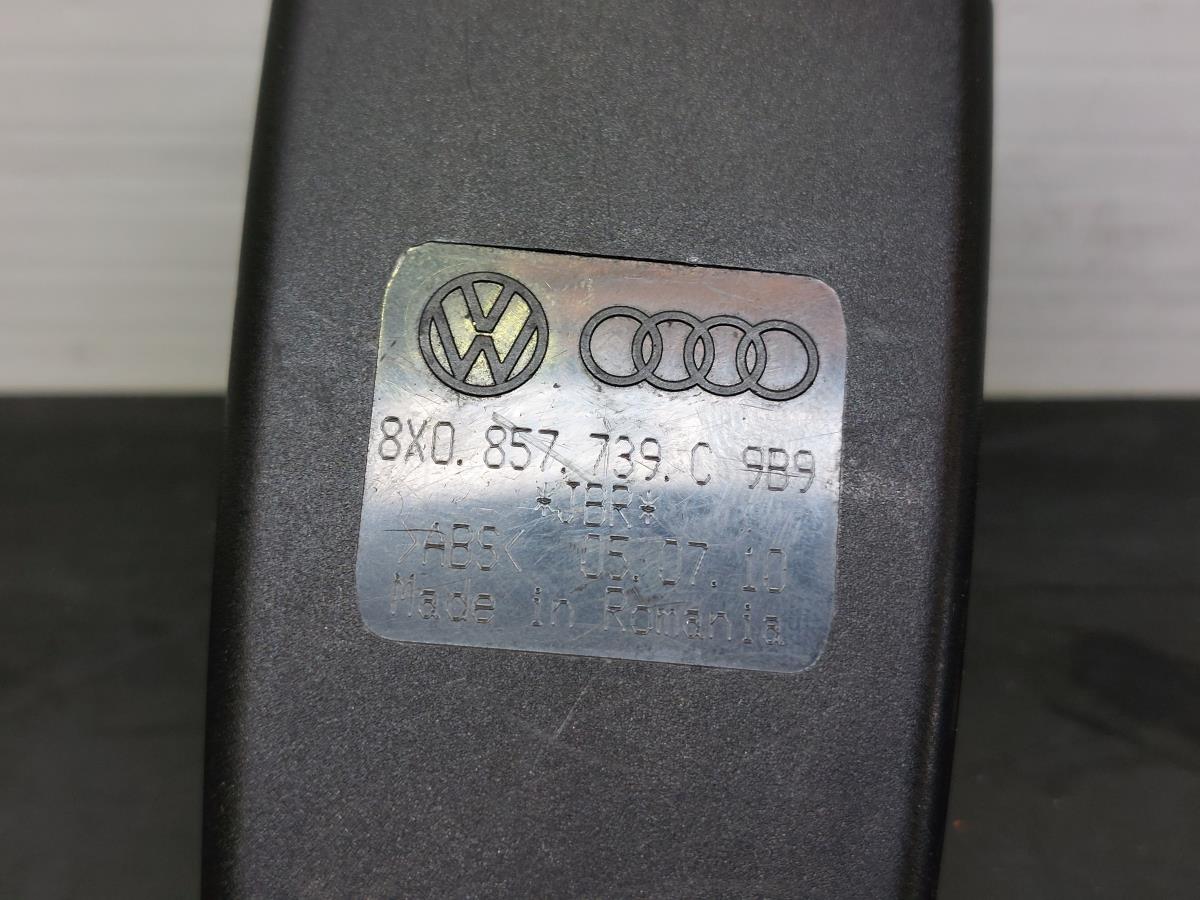 8X0.857.739.C 9B9
*JBR*
>ABS< 05.07.10
Made in Romania